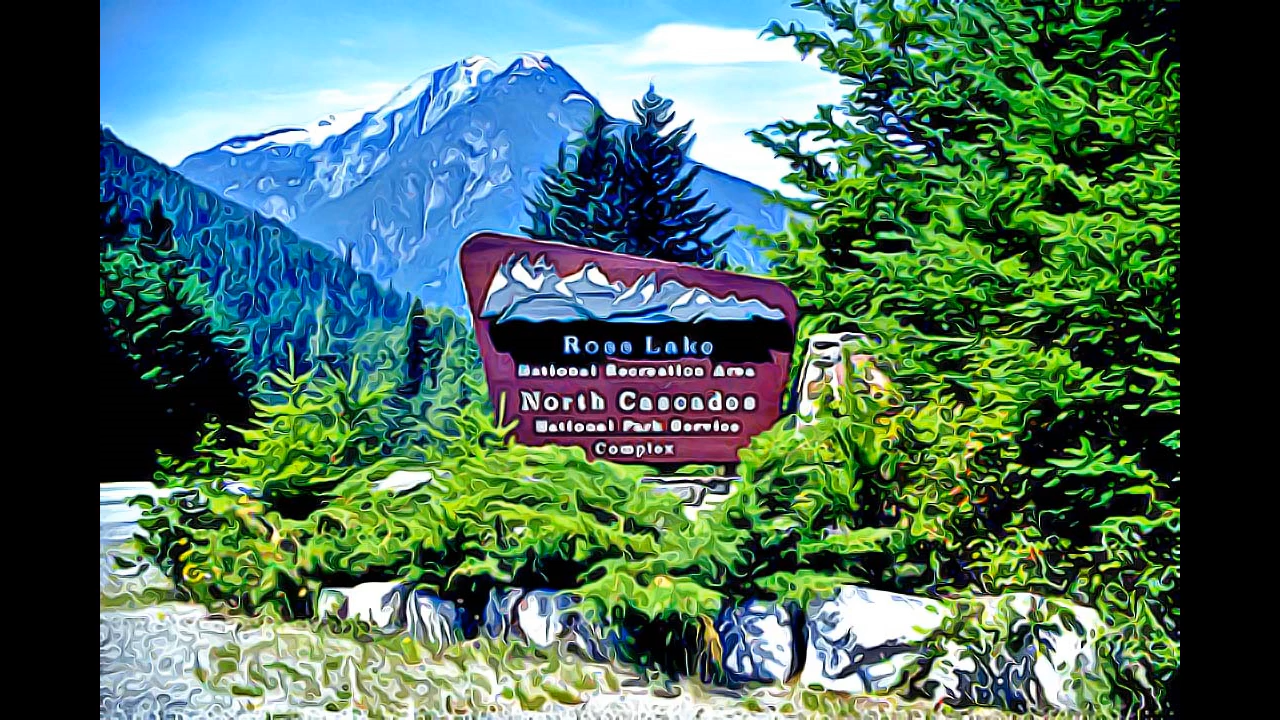 Ross Lake
National Recreation Area
North Cascades
National Park Service
Complex